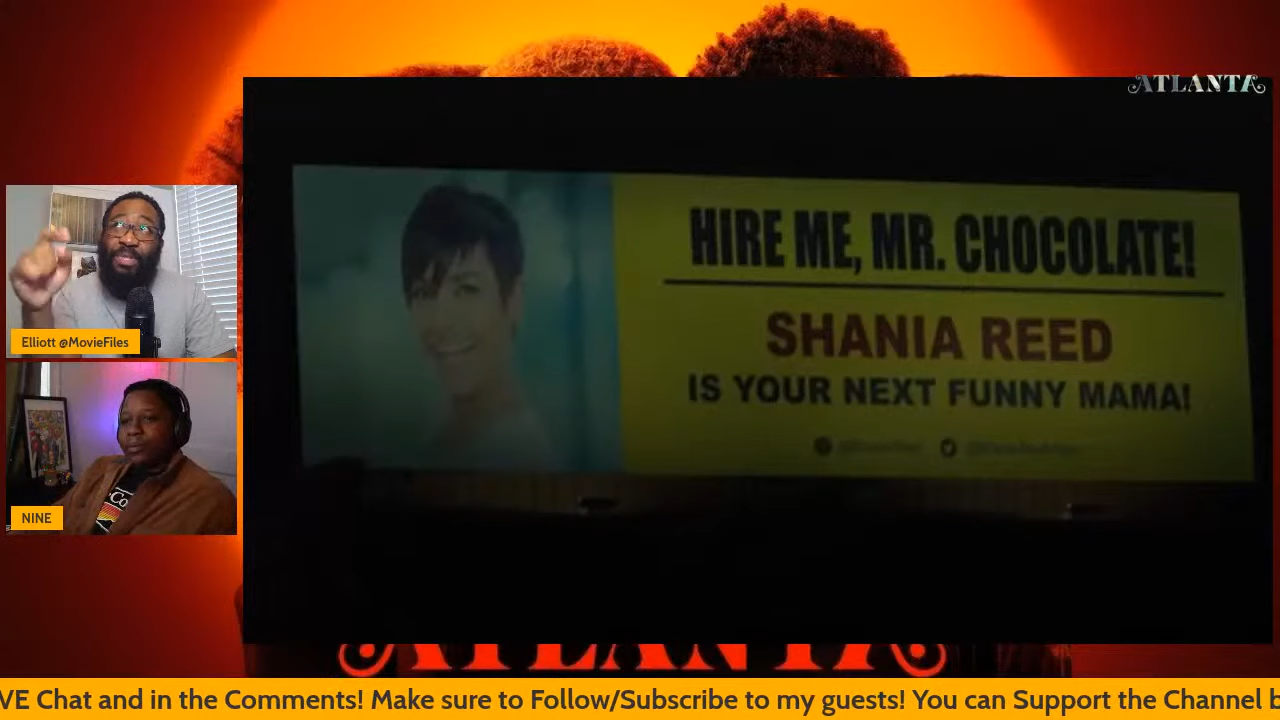 ATLANTA
HIRE ME, MR. CHOCOLATE!
SHANIA REED
IS YOUR NEXT FUNNY MAMA!
Elliott @MovieFiles
NINE
ATLANTA
VE Chat and in the Comments! Make sure to Follow/Subscribe to my guests! You can Support the Channel b